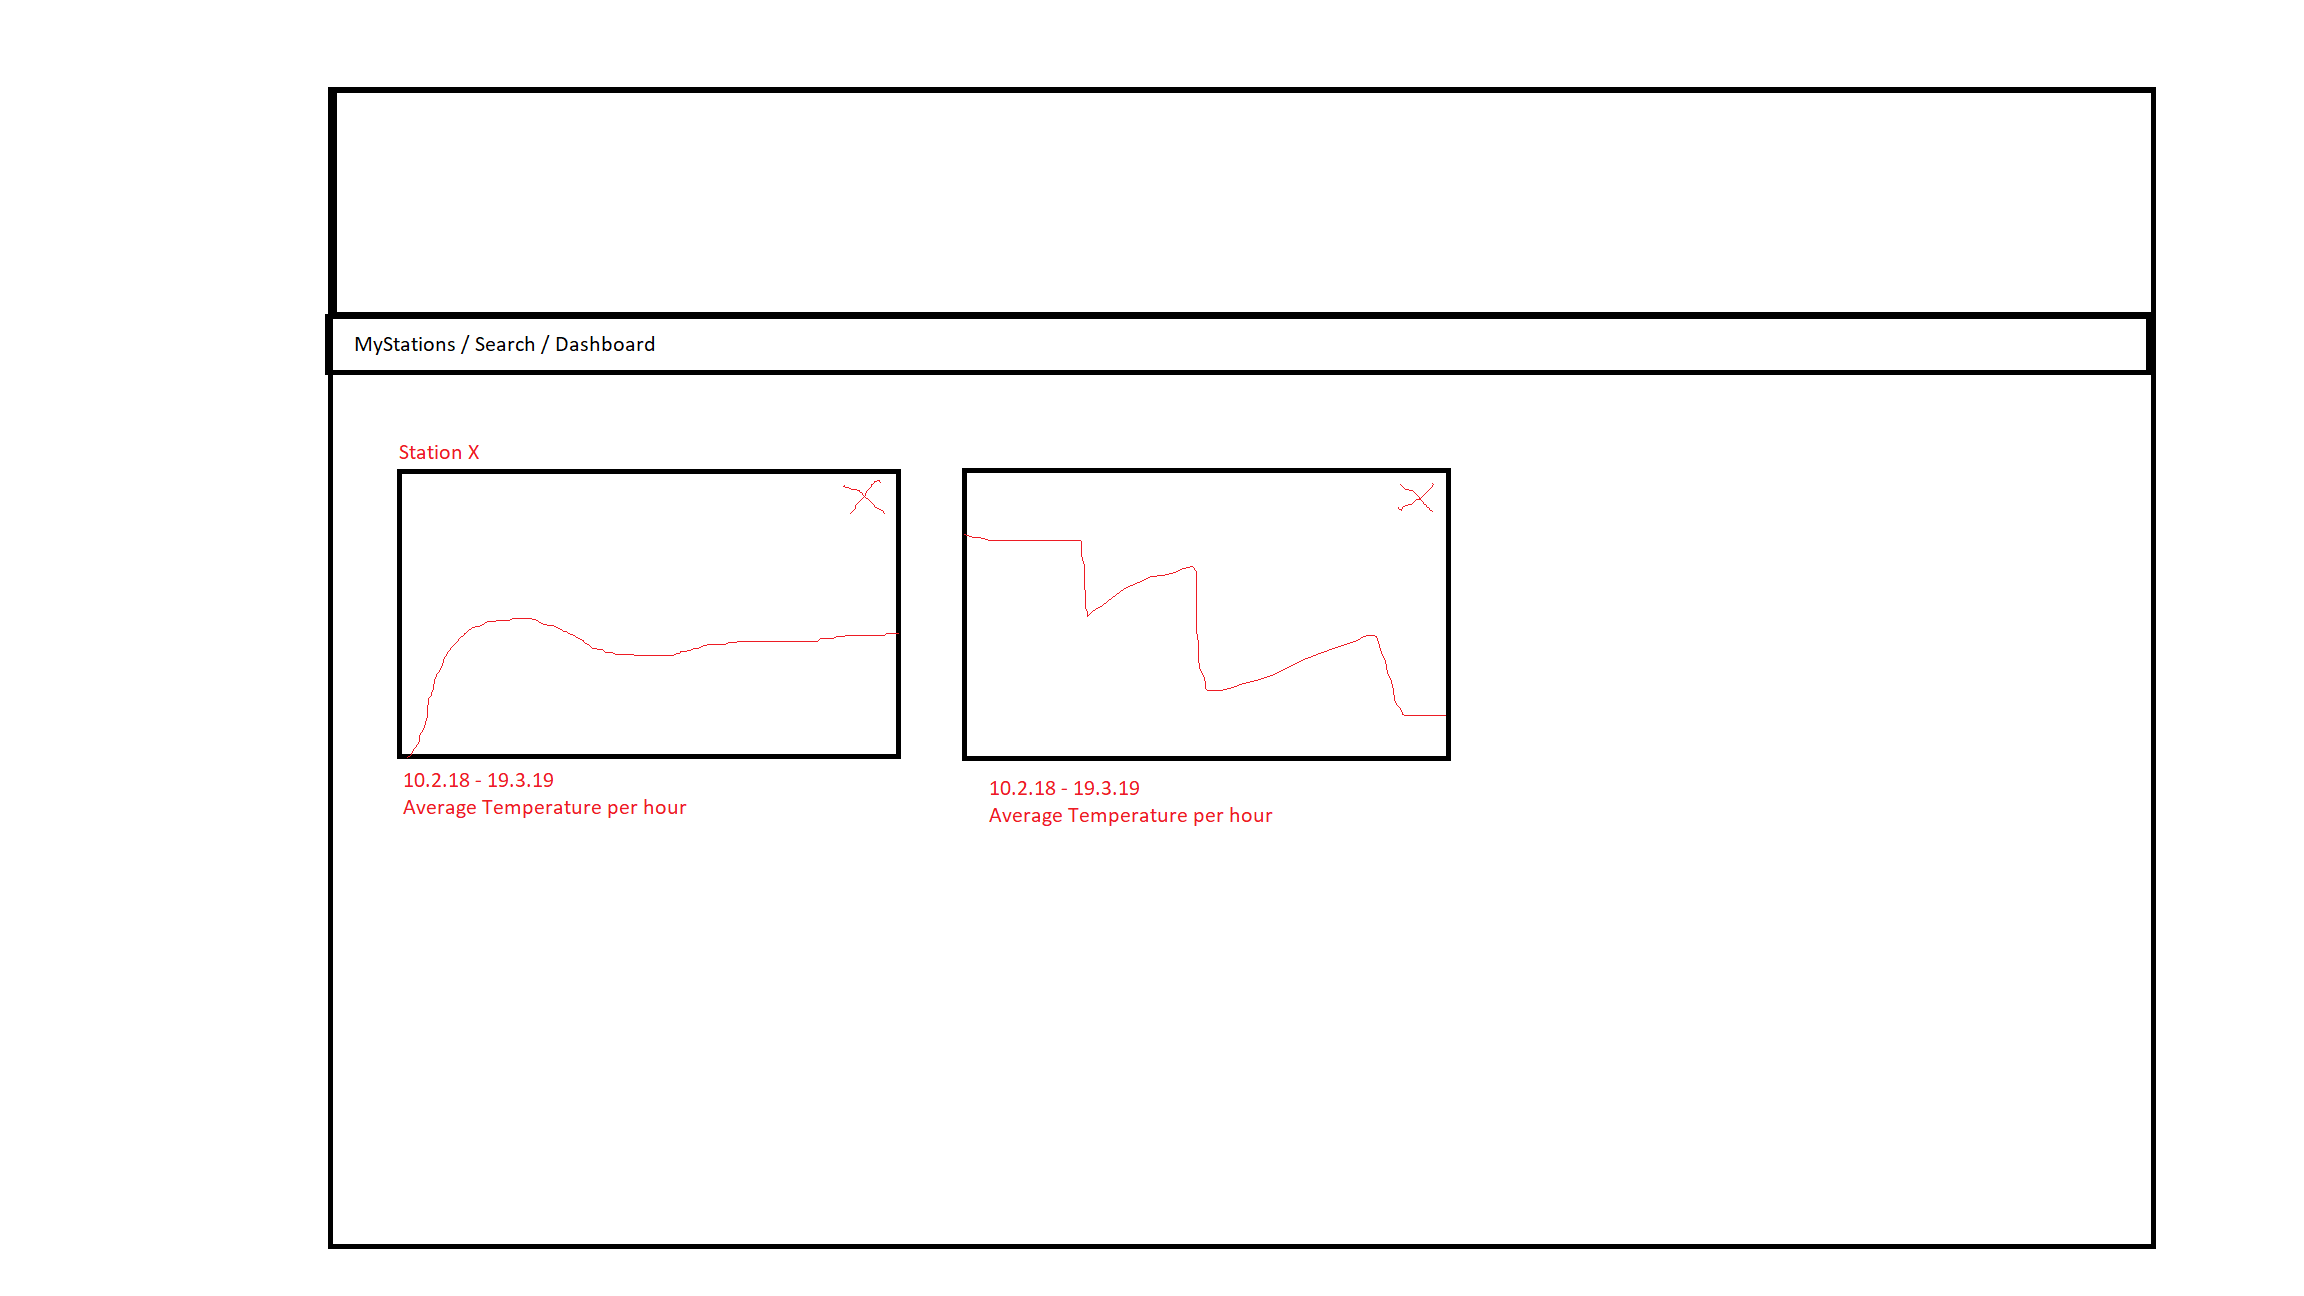 MyStations / Search / Dashboard
Station X
10.2.18 - 19.3.19
Average Temperature per hour
10.2.18 - 19.3.19
Average Temperature per hour